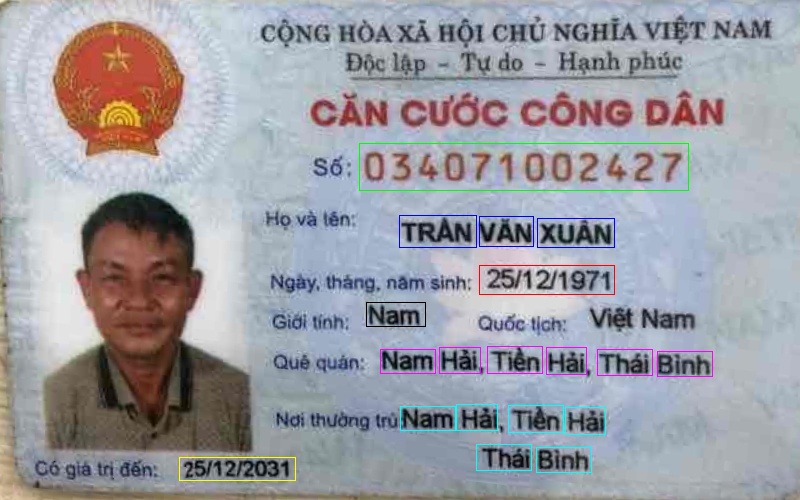 CỘNG HÒA XÃ HỘI CHỦ NGHĨA VIỆT NAM
Độc lập - Tự do - Hạnh phúc
CĂN CƯỚC CÔNG DÂN
Số: 034071002427
Họ và tên: TRẦN VĂN XUÂN
Ngày, tháng, năm sinh: 25/12/1971
Giới tính: Nam Quốc tịch: Việt Nam
Quê quán: Nam Hải, Tiền Hải, Thái Bình
Nơi thường trú: Nam Hải, Tiền Hải
Thái Bình
Có giá trị đến: 25/12/2031